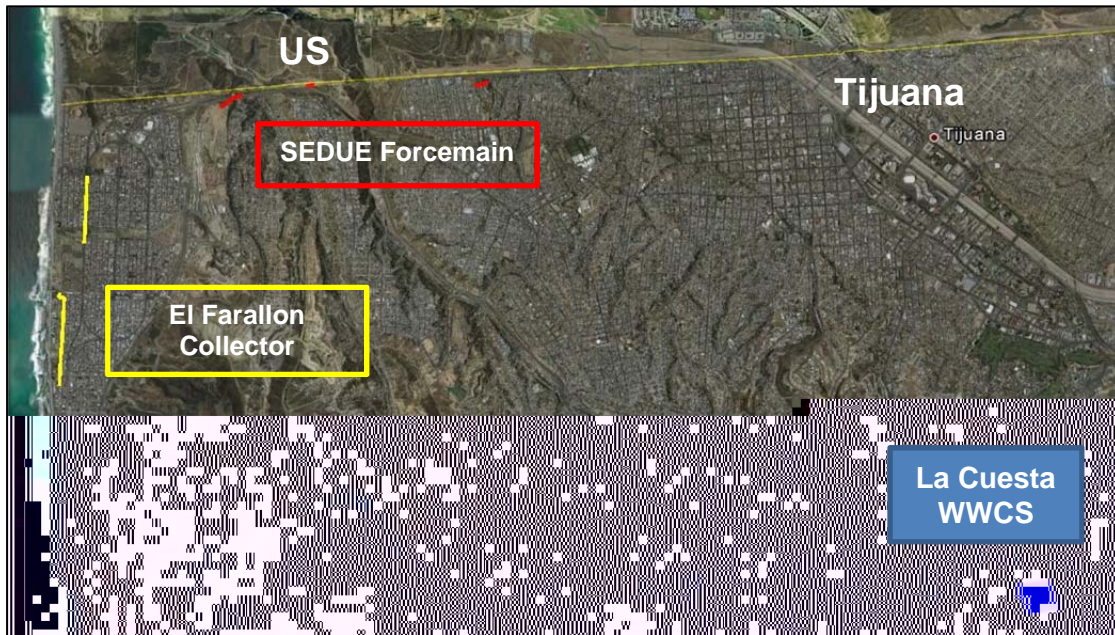 US
Tijuana
Tijuana
SEDUE Forcemain
El Farallon
Collector
La Cuesta
WWCS